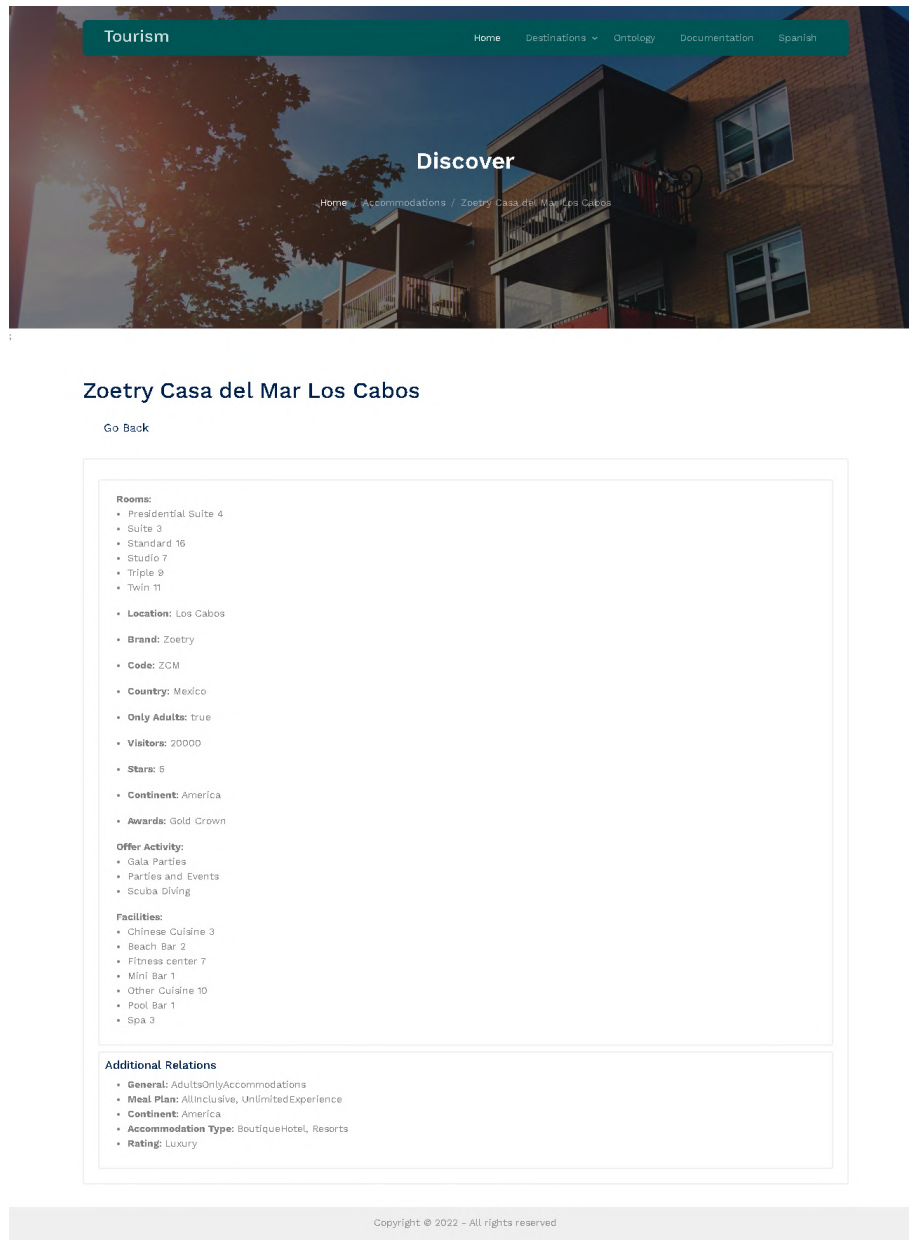 Tourism
Home Destinations Ontology Documentation Spanish
Discover
Home / Accommodations / Zoetry Casa del Mar Los Cabos
;
Zoetry Casa del Mar Los Cabos
Go Back
Rooms:
• Presidential Suite 4
• Suite 3
• Standard 16
• Studio 7
• Triple 9
• Twin 11
• Location: Los Cabos
• Brand: Zoetry
• Code: ZCM
• Country: Mexico
• Only Adults: true
• Visitors: 20000
• Stars: 5
• Continent: America
• Awards: Gold Crown
Offer Activity:
• Gala Parties
• Parties and Events
• Scuba Diving
Facilities:
• Chinese Cuisine 3
• Beach Bar 2
• Fitness center 7
• Mini Bar 1
• Other Cuisine 10
• Pool Bar 1
• Spa 3
Additional Relations
• General: AdultsOnlyAccommodations
• Meal Plan: AllInclusive, UnlimitedExperience
• Continent: America
• Accommodation Type: BoutiqueHotel, Resorts
• Rating: Luxury
Copyright © 2022 - All rights reserved